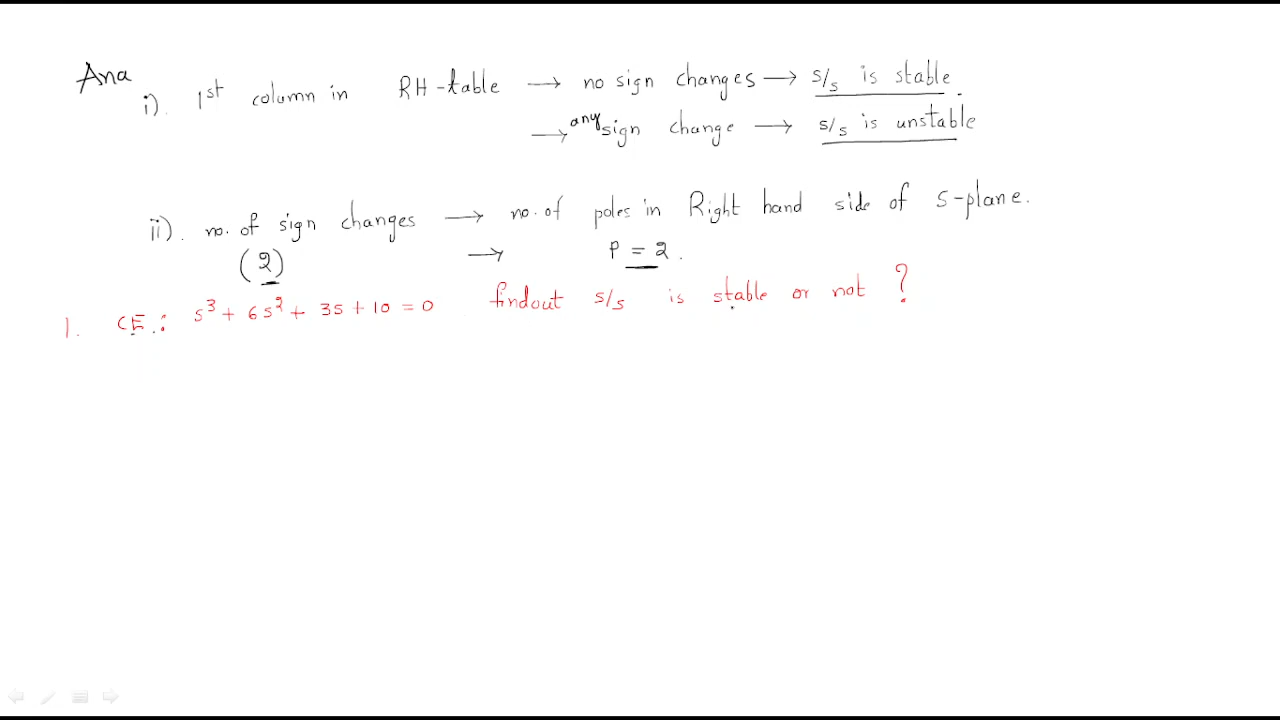 Ana
i). 1st column in RH-table → no sign changes → s/s is stable.
→ any sign change → s/s is unstable
ii). no. of sign changes → no. of poles in Right hand side of s-plane.
(2) → P = 2.
1. CE.: s³ + 6s² + 3s + 10 = 0 findout s/s is stable or not ?